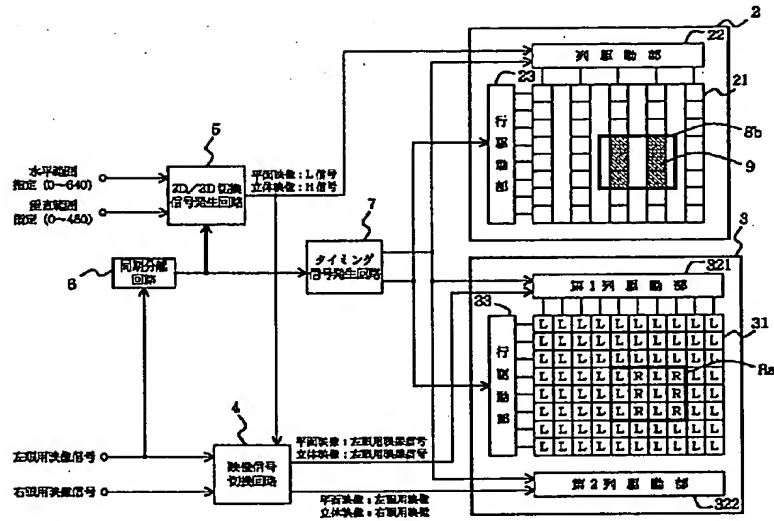 2
22
列駆動部
23
21
行駆動部
8b
9
5
水平範囲
指定(0~640)
垂直範囲
指定(0~480)
2D/3D切換
信号発生回路
平面映像:L信号
立体映像:H信号
7
タイミング
信号発生回路
6
同期分離
回路
3
321
第1列駆動部
33
31
行駆動部
L L L L L L L L L L
L L L L L L L L L L
L L L L L L L L L L
L L L L L R L R L L
L L L L L R L R L L
L L L L L R L R L L
L L L L L L L L L L
L L L L L L L L L L
8a
4
左眼用映像信号
右眼用映像信号
映像信号
切換回路
平面映像:左眼用映像信号
立体映像:左眼用映像信号
平面映像:左眼用映像
立体映像:右眼用映像
第2列駆動部
322